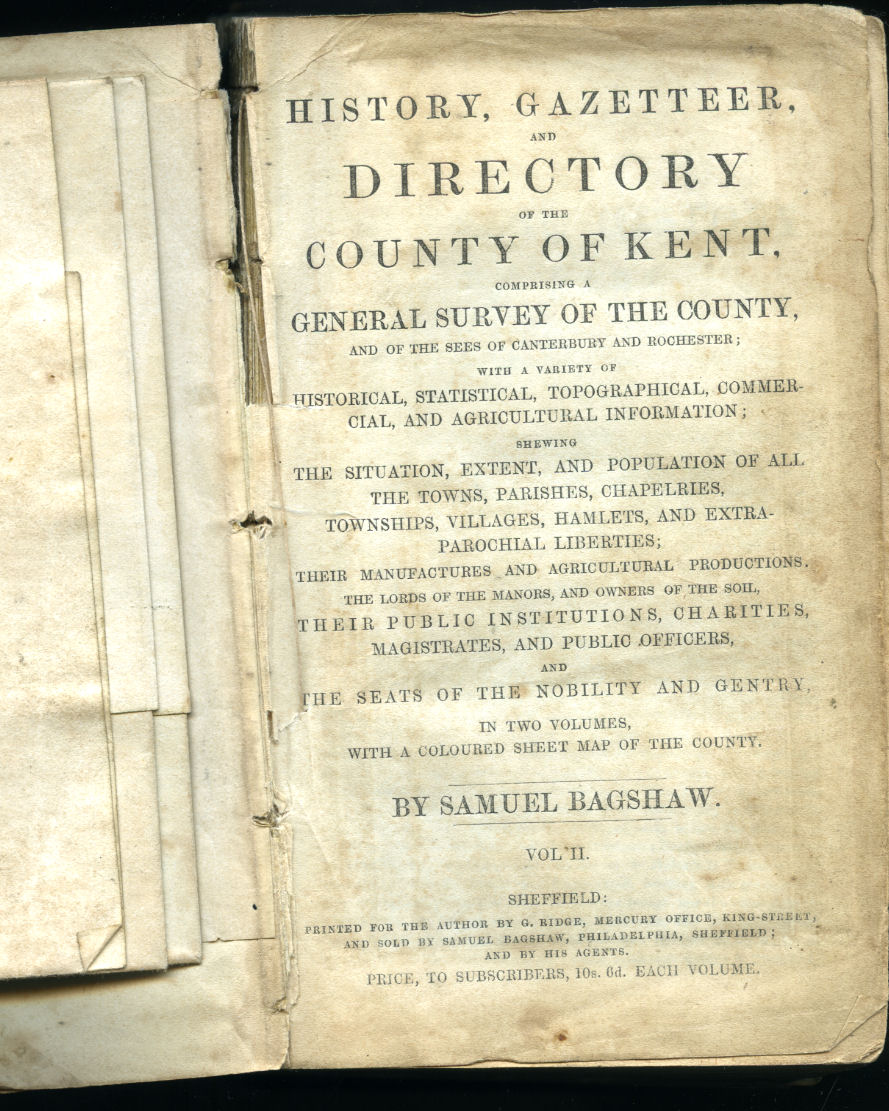 HISTORY, GAZETTEER,
AND
DIRECTORY
OF THE
COUNTY OF KENT,
COMPRISING A
GENERAL SURVEY OF THE COUNTY,
AND OF THE SEES OF CANTERBURY AND ROCHESTER;
WITH A VARIETY OF
HISTORICAL, STATISTICAL, TOPOGRAPHICAL, COMMER-
CIAL, AND AGRICULTURAL INFORMATION;
SHEWING
THE SITUATION, EXTENT, AND POPULATION OF ALL
THE TOWNS, PARISHES, CHAPELRIES,
TOWNSHIPS, VILLAGES, HAMLETS, AND EXTRA-
PAROCHIAL LIBERTIES;
THEIR MANUFACTURES AND AGRICULTURAL PRODUCTIONS.
THE LORDS OF THE MANORS, AND OWNERS OF THE SOIL,
THEIR PUBLIC INSTITUTIONS, CHARITIES,
MAGISTRATES, AND PUBLIC OFFICERS,
AND
THE SEATS OF THE NOBILITY AND GENTRY,
IN TWO VOLUMES,
WITH A COLOURED SHEET MAP OF THE COUNTY.
BY SAMUEL BAGSHAW.
VOL II.
SHEFFIELD:
PRINTED FOR THE AUTHOR BY G. RIDGE, MERCURY OFFICE, KING-STREET,
AND SOLD BY SAMUEL BAGSHAW, PHILADELPHIA, SHEFFIELD;
AND BY HIS AGENTS.
PRICE, TO SUBSCRIBERS, 10s. 6d. EACH VOLUME.